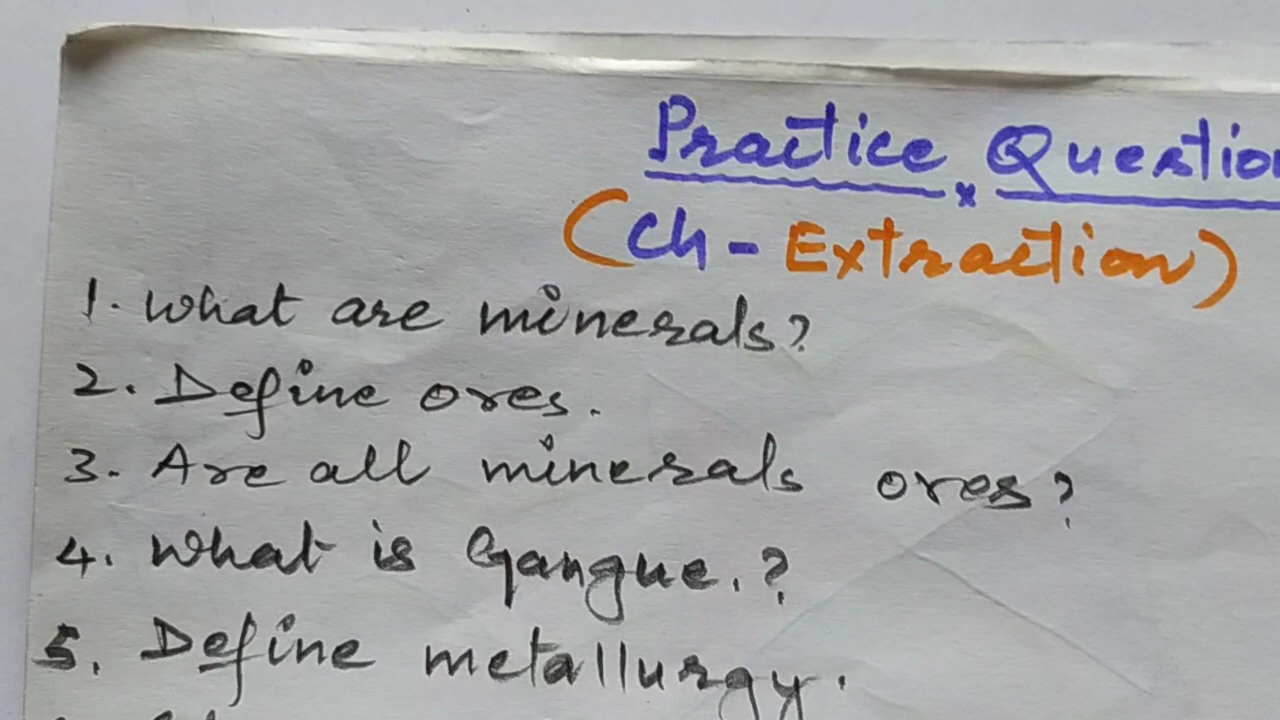 Practice Question
(Ch - Extraction)
1. What are minerals?
2. Define ores.
3. Are all minerals ores?
4. What is Gangue.?
5. Define metallurgy.